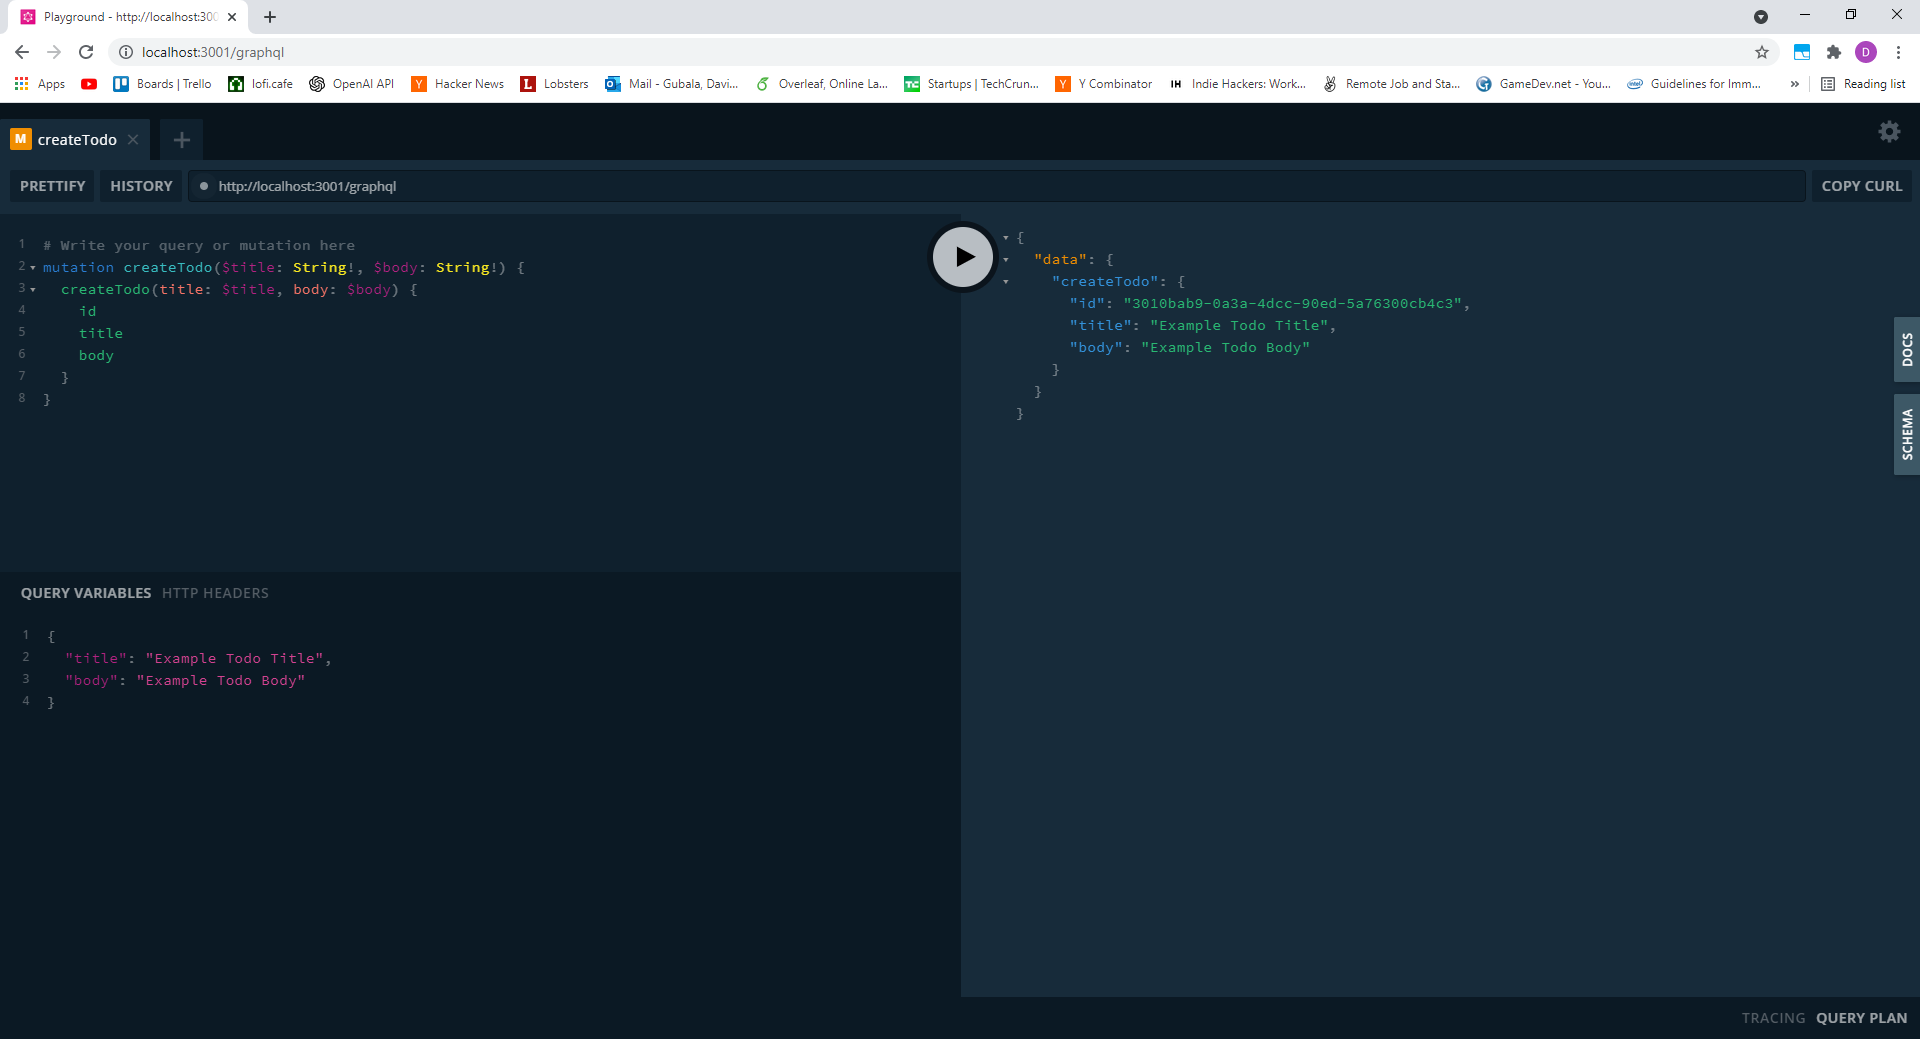 Playground - http://localhost:300
localhost:3001/graphql
Apps Boards | Trello lofi.cafe OpenAI API Y Hacker News L Lobsters Mail - Gubala, Davi... Overleaf, Online La... TC Startups | TechCrun... Y Y Combinator IH Indie Hackers: Work... Remote Job and Sta... GameDev.net - You... Guidelines for Imm... » Reading list
D
M createTodo
PRETTIFY HISTORY http://localhost:3001/graphql COPY CURL
1 # Write your query or mutation here
2 mutation createTodo($title: String!, $body: String!) {
3 createTodo(title: $title, body: $body) {
4 id
5 title
6 body
7 }
8 }
{
"data": {
"createTodo": {
"id": "3010bab9-0a3a-4dcc-90ed-5a76300cb4c3",
"title": "Example Todo Title",
"body": "Example Todo Body"
}
}
}
DOCS
SCHEMA
QUERY VARIABLES HTTP HEADERS
1 {
2 "title": "Example Todo Title",
3 "body": "Example Todo Body"
4 }
TRACING QUERY PLAN